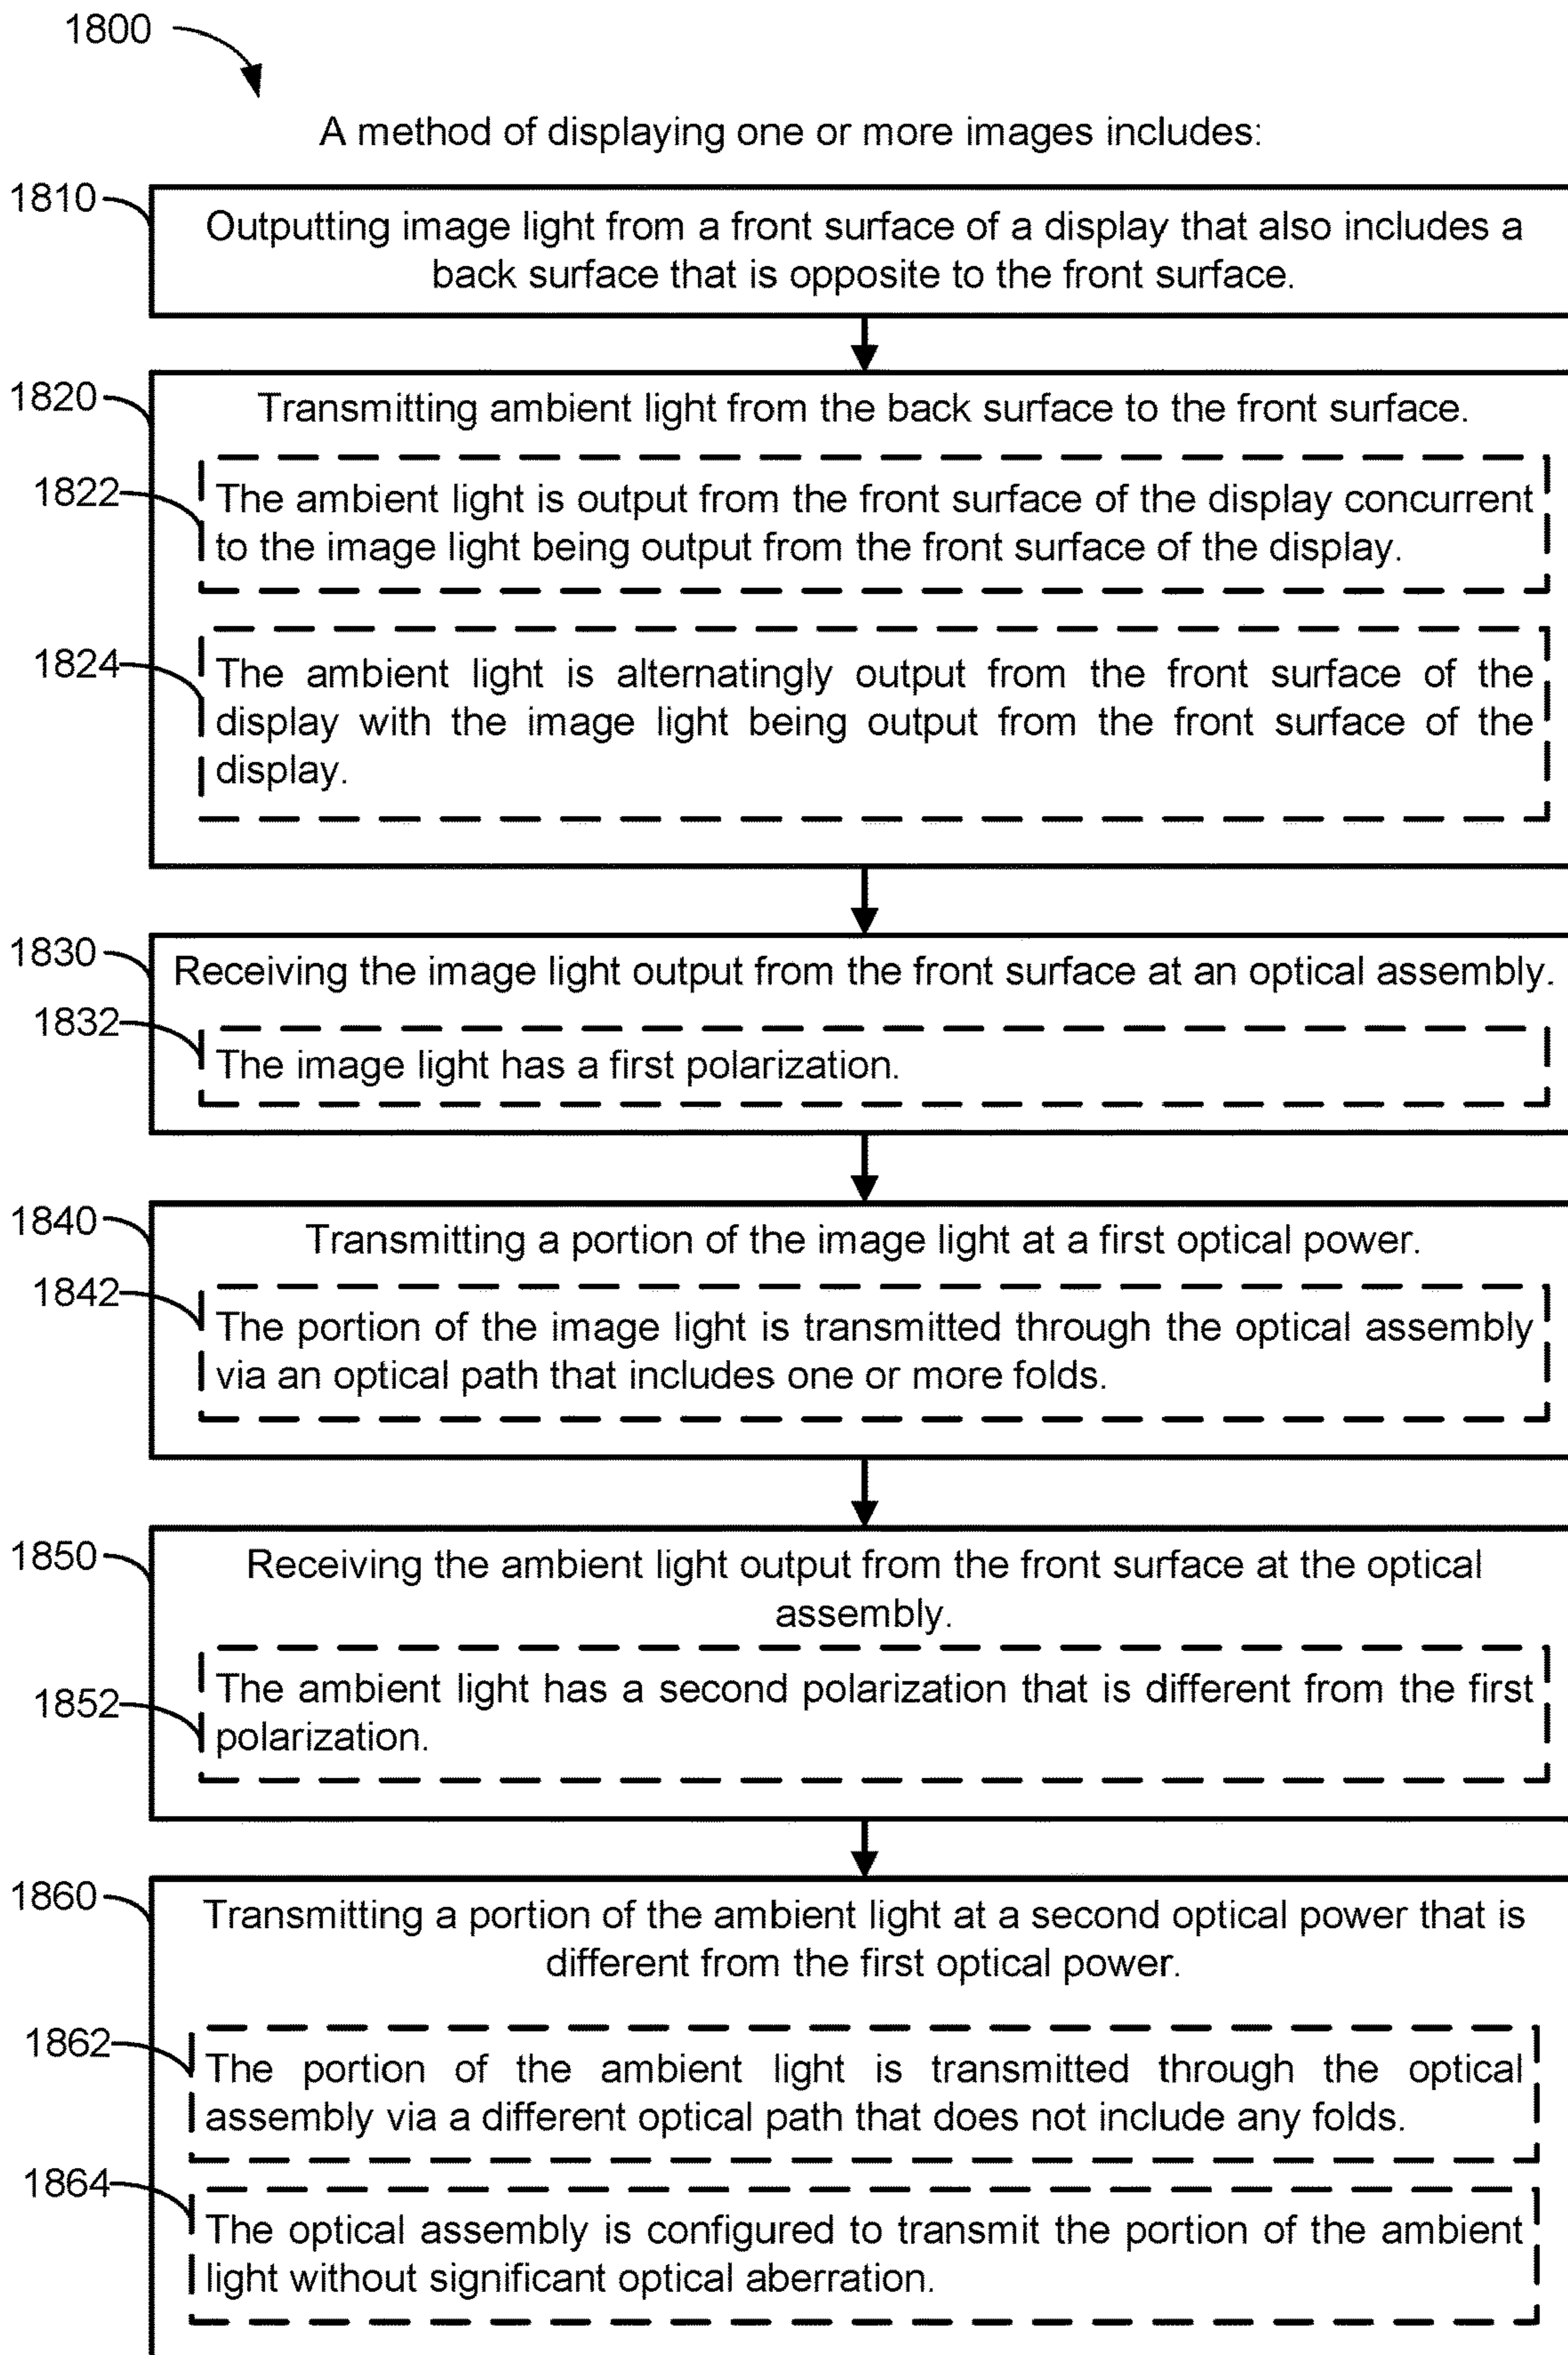 1800
A method of displaying one or more images includes:
1810
Outputting image light from a front surface of a display that also includes a
back surface that is opposite to the front surface.
1820
Transmitting ambient light from the back surface to the front surface.
1822
The ambient light is output from the front surface of the display concurrent
to the image light being output from the front surface of the display.
1824
The ambient light is alternatingly output from the front surface of the
display with the image light being output from the front surface of the
display.
1830
Receiving the image light output from the front surface at an optical assembly.
1832
The image light has a first polarization.
1840
Transmitting a portion of the image light at a first optical power.
1842
The portion of the image light is transmitted through the optical assembly
via an optical path that includes one or more folds.
1850
Receiving the ambient light output from the front surface at the optical
assembly.
1852
The ambient light has a second polarization that is different from the first
polarization.
1860
Transmitting a portion of the ambient light at a second optical power that is
different from the first optical power.
1862
The portion of the ambient light is transmitted through the optical
assembly via a different optical path that does not include any folds.
1864
The optical assembly is configured to transmit the portion of the ambient
light without significant optical aberration.